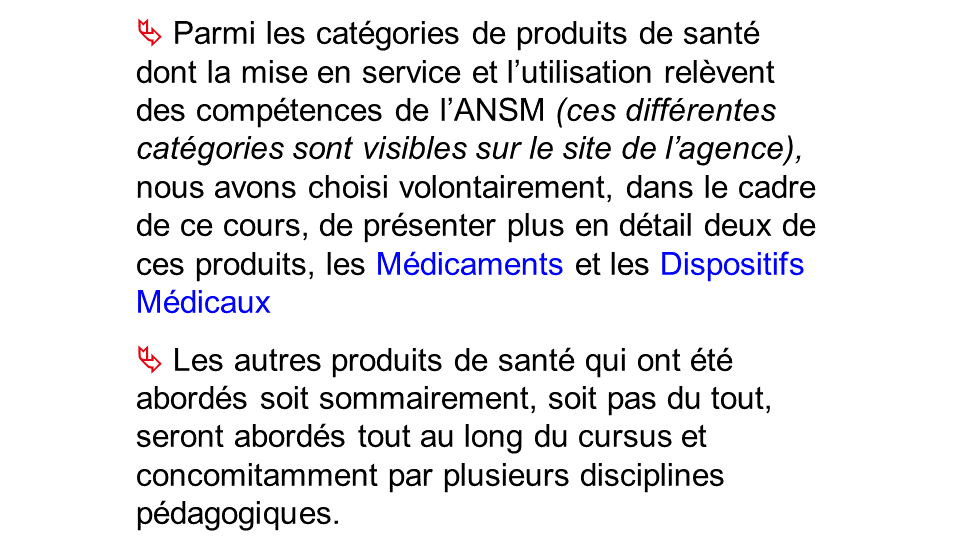 Parmi les catégories de produits de santé
dont la mise en service et l’utilisation relèvent
des compétences de l’ANSM (ces différentes
catégories sont visibles sur le site de l’agence),
nous avons choisi volontairement, dans le cadre
de ce cours, de présenter plus en détail deux de
ces produits, les Médicaments et les Dispositifs
Médicaux
Les autres produits de santé qui ont été
abordés soit sommairement, soit pas du tout,
seront abordés tout au long du cursus et
concomitamment par plusieurs disciplines
pédagogiques.